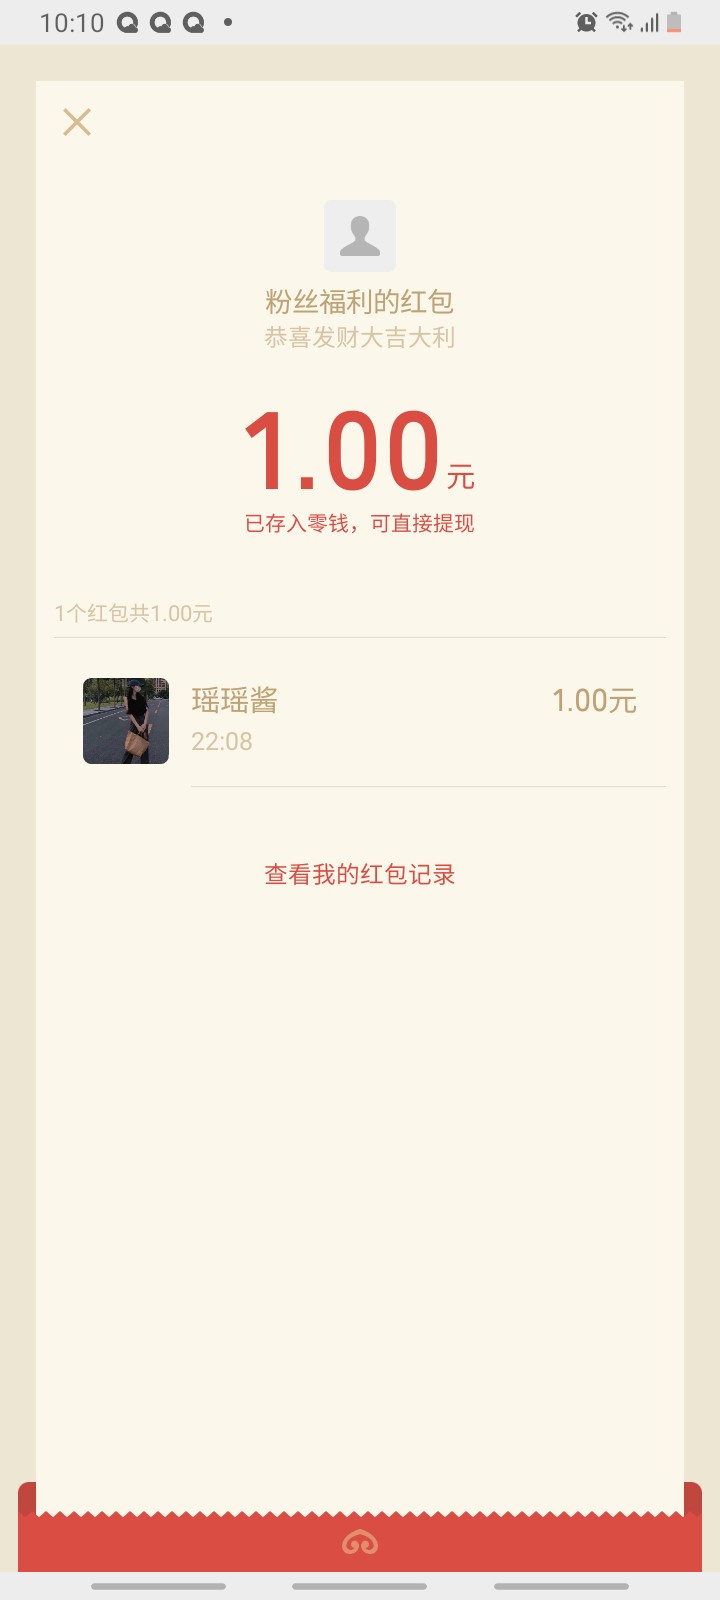 10:10
粉丝福利的红包
恭喜发财大吉大利
1.00元
已存入零钱，可直接提现
1个红包共1.00元
瑶瑶酱
1.00元
22:08
查看我的红包记录